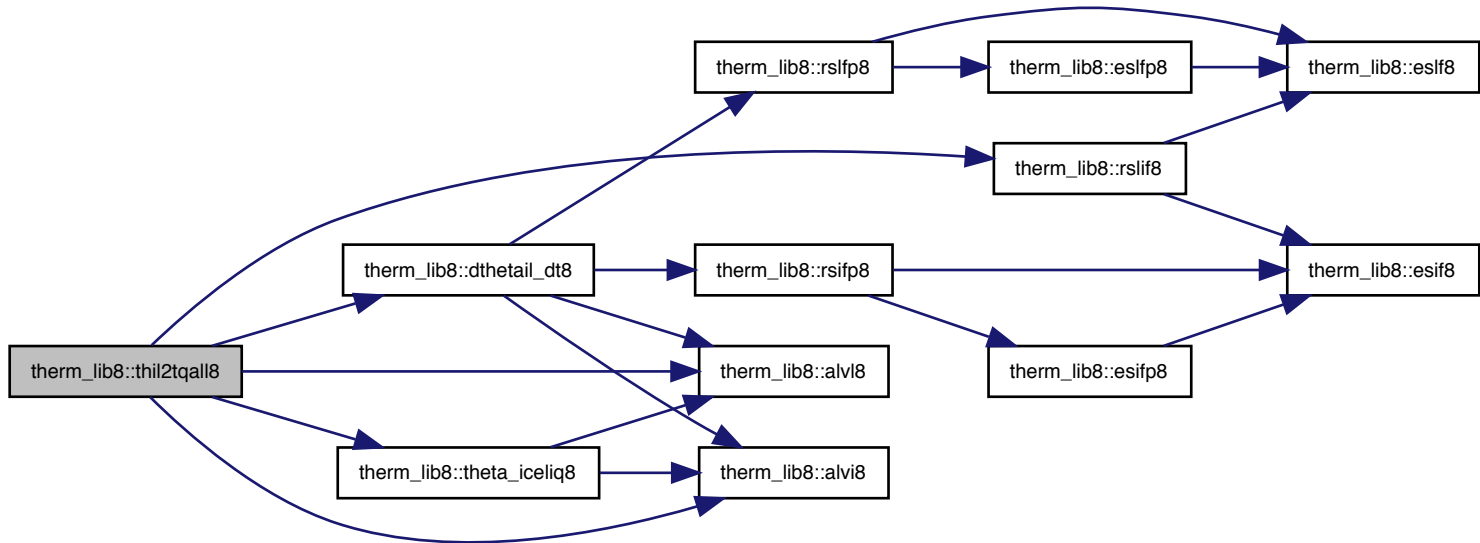 therm_lib8::rslfp8
therm_lib8::eslfp8
therm_lib8::eslf8
therm_lib8::rslif8
therm_lib8::dthetail_dt8
therm_lib8::rsifp8
therm_lib8::esif8
therm_lib8::thil2tqall8
therm_lib8::alvl8
therm_lib8::esifp8
therm_lib8::theta_iceliq8
therm_lib8::alvi8